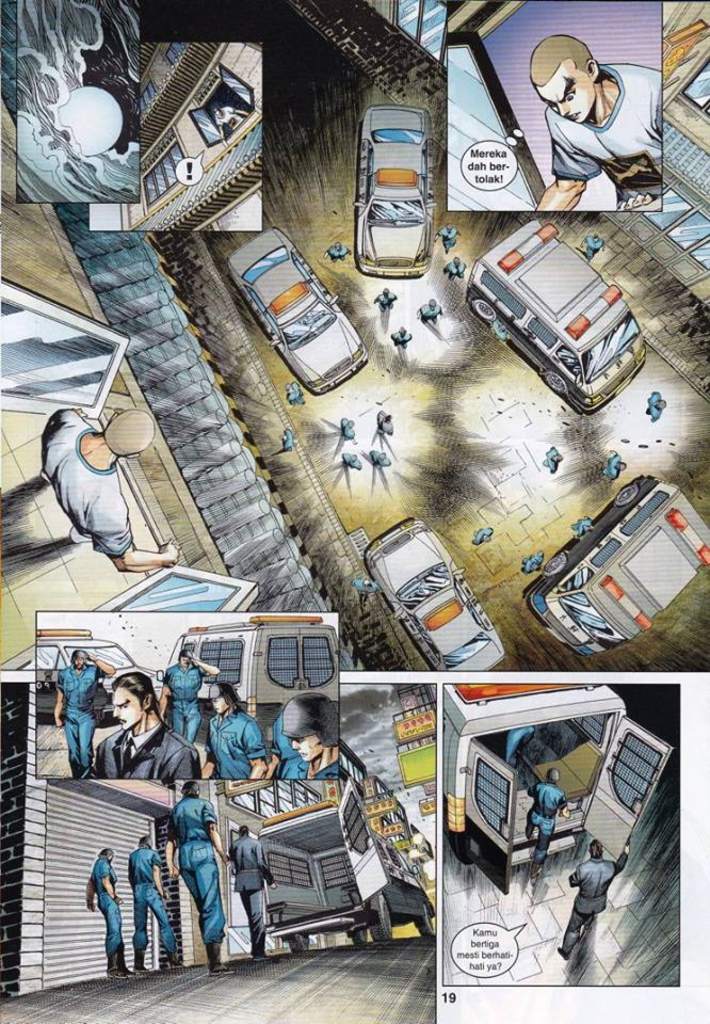 !
Mereka
dah ber-
tolak!
Kamu
bertiga
mesti berhati-
hati ya?
19